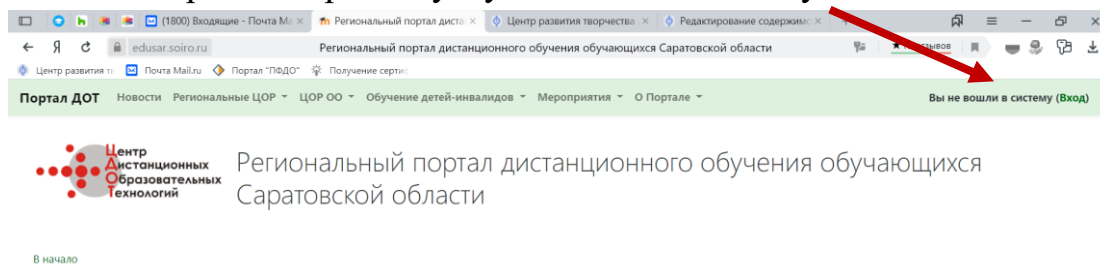 (1800) Входящие - Почта Ma
Региональный портал диста
Центр развития творчества
Редактирование содержимо
edusar.soiro.ru
Региональный портал дистанционного обучения обучающихся Саратовской области
Центр развития т
Почта Mail.ru
Портал "ПФДО"
Получение серти
Портал ДОТ Новости Региональные ЦОР ЦОР ОО Обучение детей-инвалидов Мероприятия О Портале Вы не вошли в систему (Вход)
Центр
Дистанционных
Образовательных
Технологий
Региональный портал дистанционного обучения обучающихся
Саратовской области
В начало